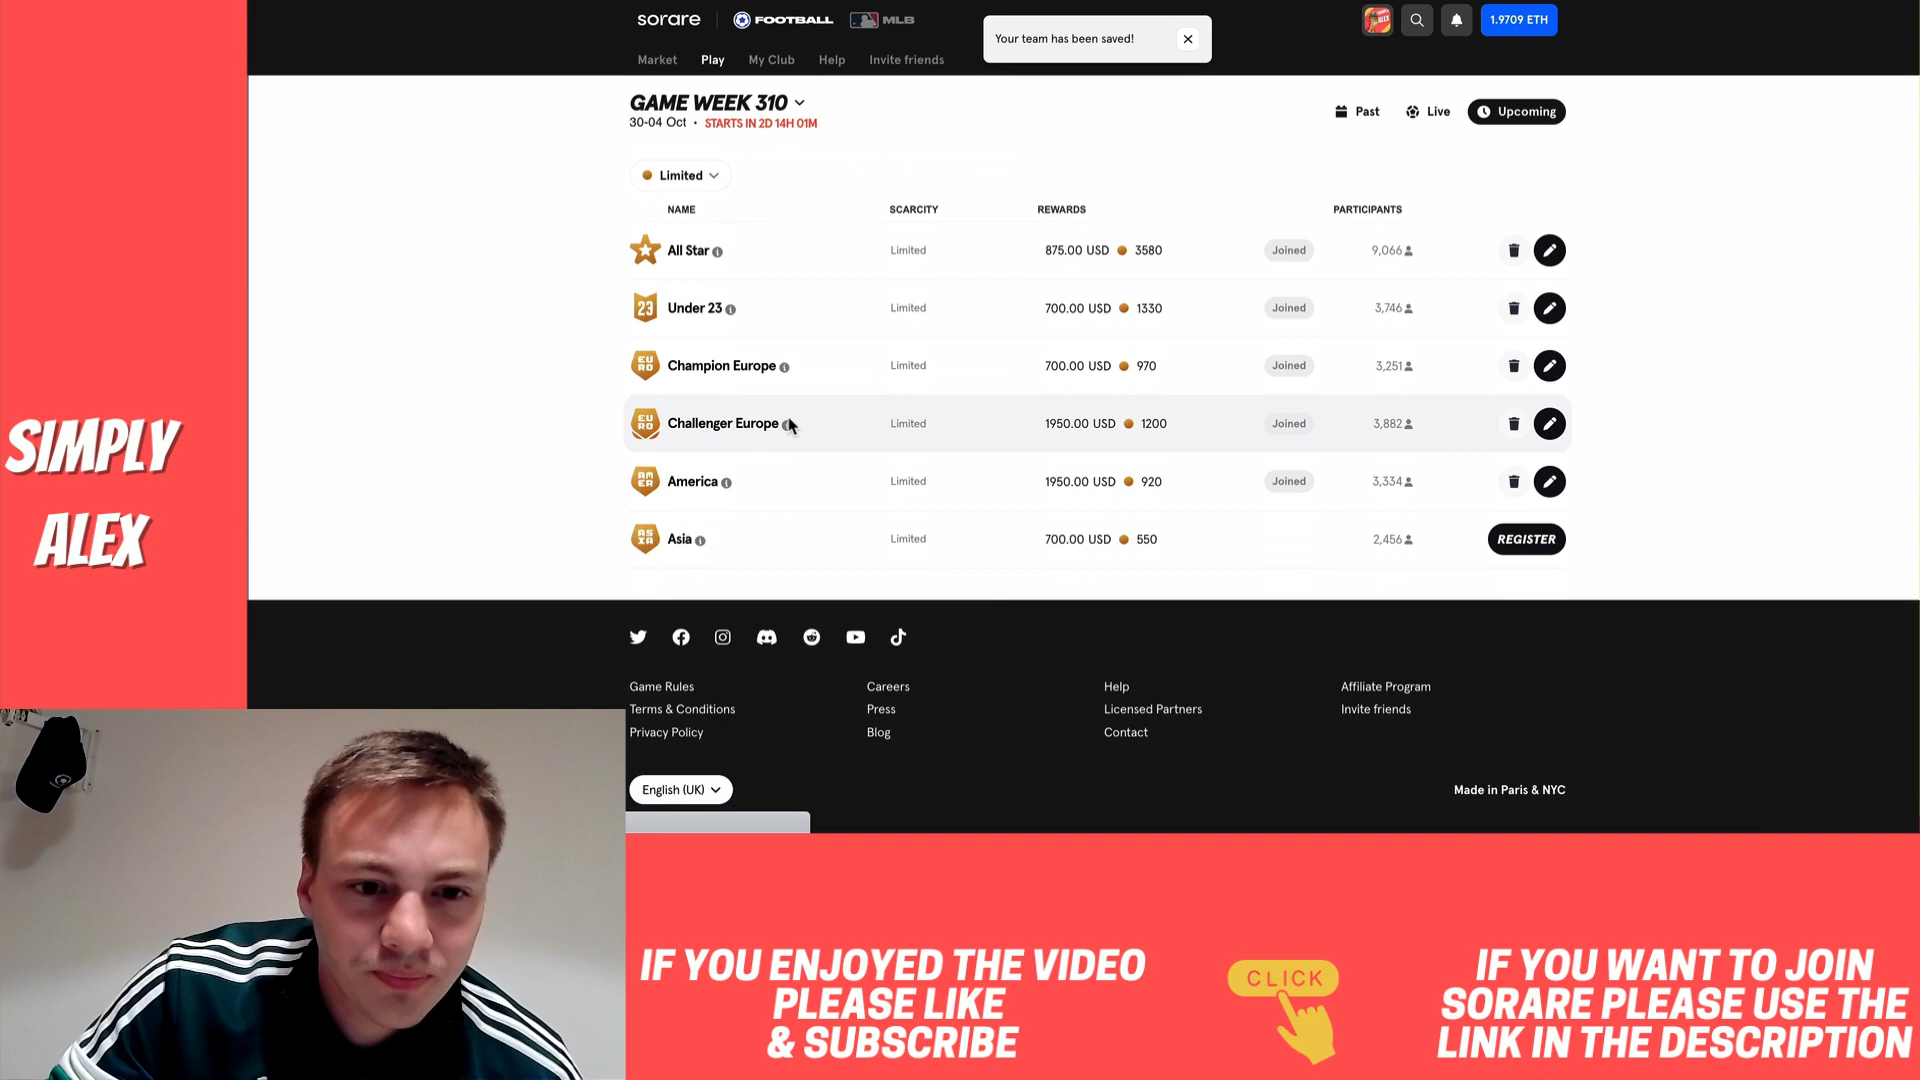 sorare FOOTBALL MLB
Your team has been saved!
1.9709 ETH
Market Play My Club Help Invite friends
GAME WEEK 310
30-04 Oct • STARTS IN 2D 14H 01M
Past Live Upcoming
Limited
NAME SCARCITY REWARDS PARTICIPANTS
All Star Limited 875.00 USD 3580 Joined 9,066
23 Under 23 Limited 700.00 USD 1330 Joined 3,746
EURO Champion Europe Limited 700.00 USD 970 Joined 3,251
EURO Challenger Europe Limited 1950.00 USD 1200 Joined 3,882
AMER America Limited 1950.00 USD 920 Joined 3,334
ASIA Asia Limited 700.00 USD 550 2,456 REGISTER
SIMPLY
ALEX
Game Rules Careers Help Affiliate Program
Terms & Conditions Press Licensed Partners Invite friends
Privacy Policy Blog Contact
English (UK)
Made in Paris & NYC
IF YOU ENJOYED THE VIDEO
PLEASE LIKE
& SUBSCRIBE
CLICK
IF YOU WANT TO JOIN
SORARE PLEASE USE THE
LINK IN THE DESCRIPTION